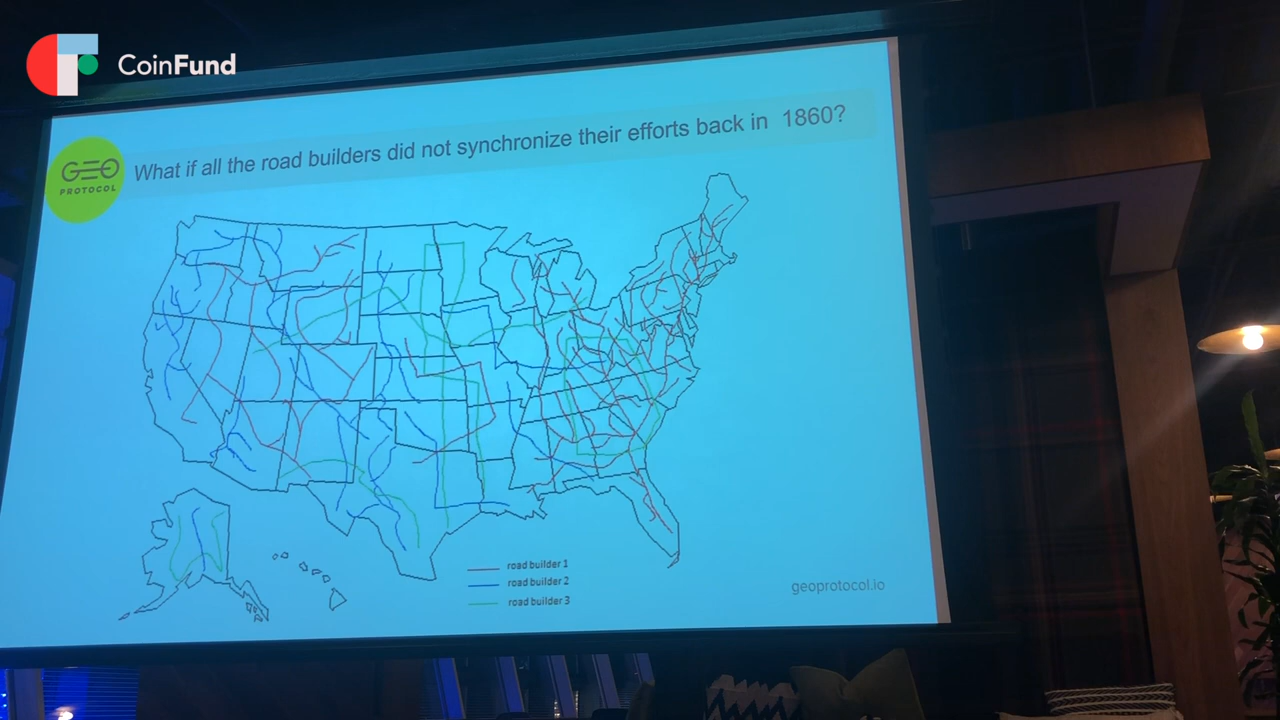 CoinFund
GEO
PROTOCOL
What if all the road builders did not synchronize their efforts back in 1860?
road builder 1
road builder 2
road builder 3
geoprotocol.io